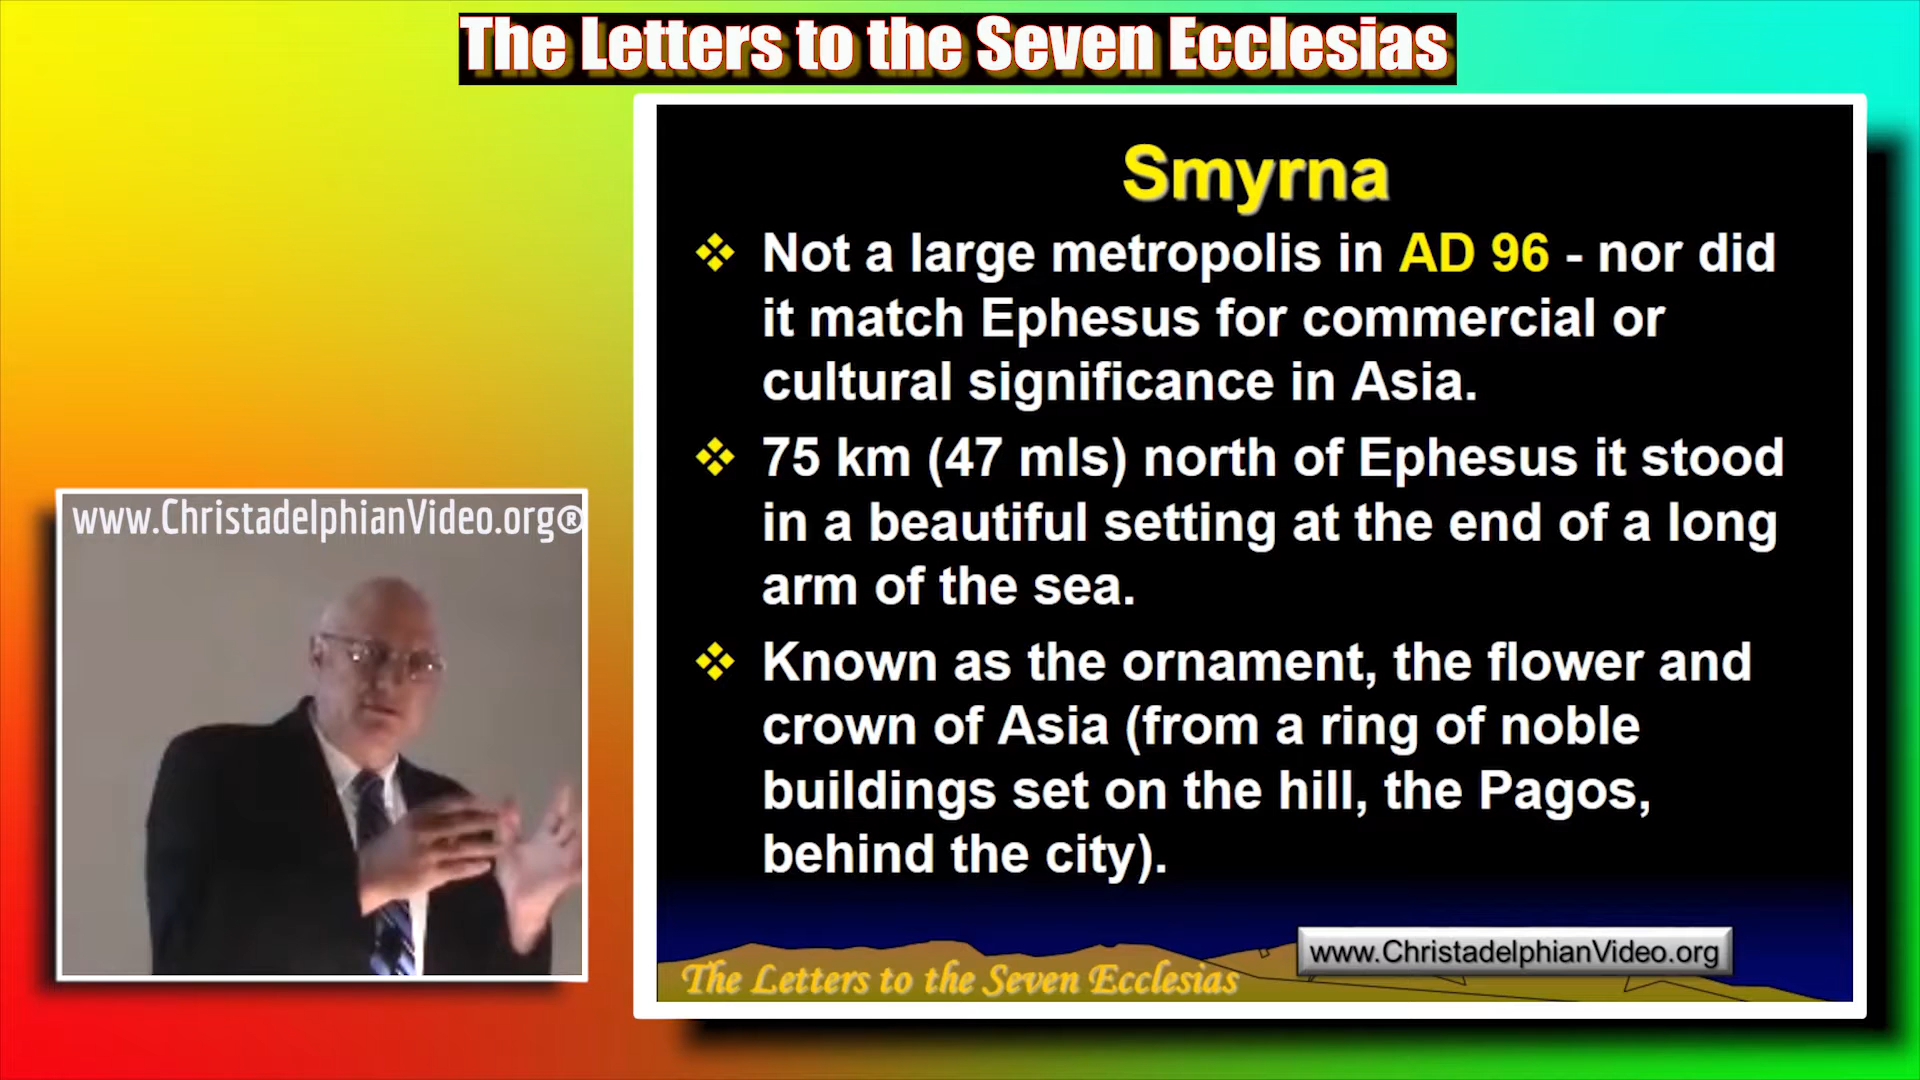 The Letters to the Seven Ecclesias
Smyrna
❖ Not a large metropolis in AD 96 - nor did
it match Ephesus for commercial or
cultural significance in Asia.
❖ 75 km (47 mls) north of Ephesus it stood
in a beautiful setting at the end of a long
arm of the sea.
❖ Known as the ornament, the flower and
crown of Asia (from a ring of noble
buildings set on the hill, the Pagos,
behind the city).
www.ChristadelphianVideo.org®
www.ChristadelphianVideo.org
The Letters to the Seven Ecclesias